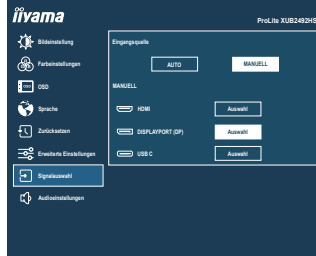 iiyama
ProLite XUB2492HS
Bildeinstellung
Farbeinstellungen
OSD
OSD
Sprache
Zurücksetzen
Erweiterte Einstellungen
Signalauswahl
Audioeinstellungen
Eingangsquelle
AUTO
MANUELL
MANUELL
HDMI
Auswahl
DISPLAYPORT (DP)
Auswahl
USB C
Auswahl